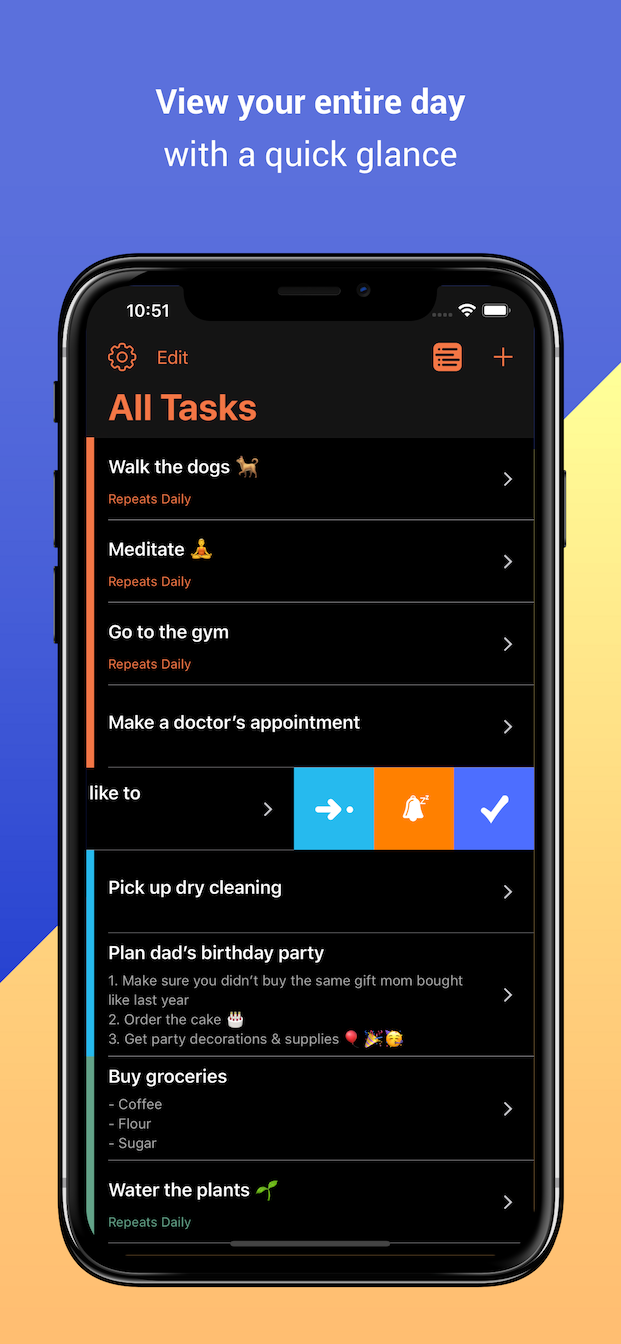 View your entire day
with a quick glance
10:51
Edit
All Tasks
Walk the dogs 🐕
Repeats Daily
Meditate 🧘
Repeats Daily
Go to the gym
Repeats Daily
Make a doctor’s appointment
like to
Pick up dry cleaning
Plan dad’s birthday party
1. Make sure you didn’t buy the same gift mom bought
like last year
2. Order the cake 🎂
3. Get party decorations & supplies 🎈 🎉🥳
Buy groceries
- Coffee
- Flour
- Sugar
Water the plants 🌱
Repeats Daily